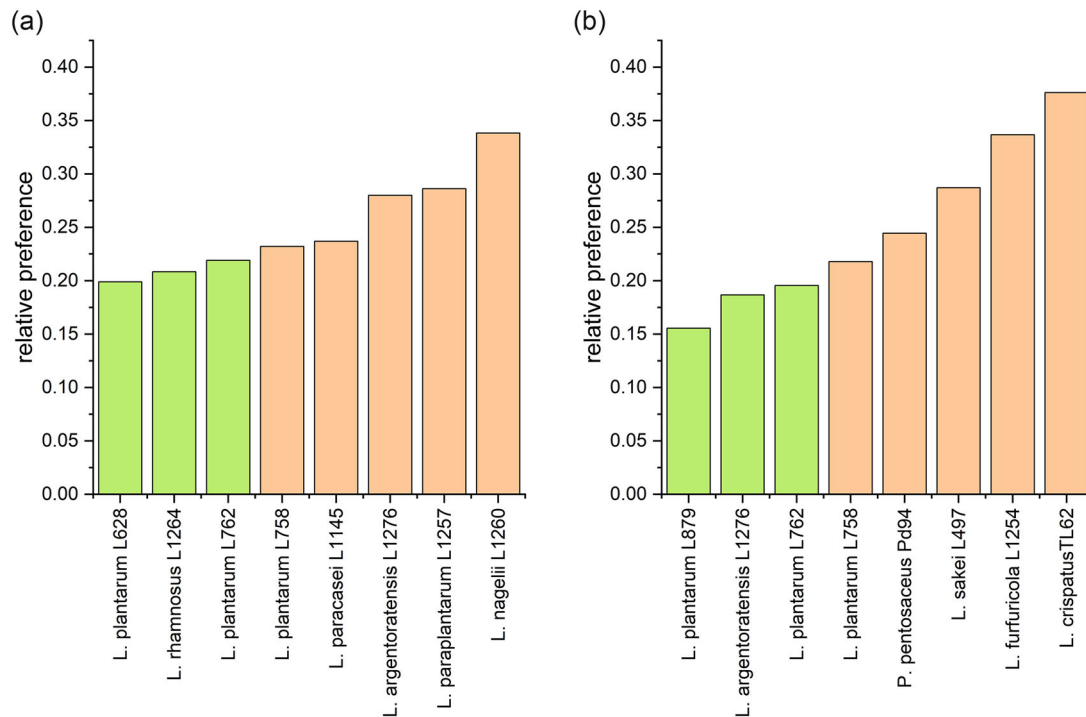 (a)
relative preference
0.40
0.35
0.30
0.25
0.20
0.15
0.10
0.05
0.00
L. plantarum L628
L. rhamnosus L1264
L. plantarum L762
L. plantarum L758
L. paracasei L1145
L. argentoratensis L1276
L. paraplantarum L1257
L. nagelii L1260
(b)
relative preference
0.40
0.35
0.30
0.25
0.20
0.15
0.10
0.05
0.00
L. plantarum L879
L. argentoratensis L1276
L. plantarum L762
L. plantarum L758
P. pentosaceus Pd94
L. sakei L497
L. furfuricola L1254
L. crispatusTL62